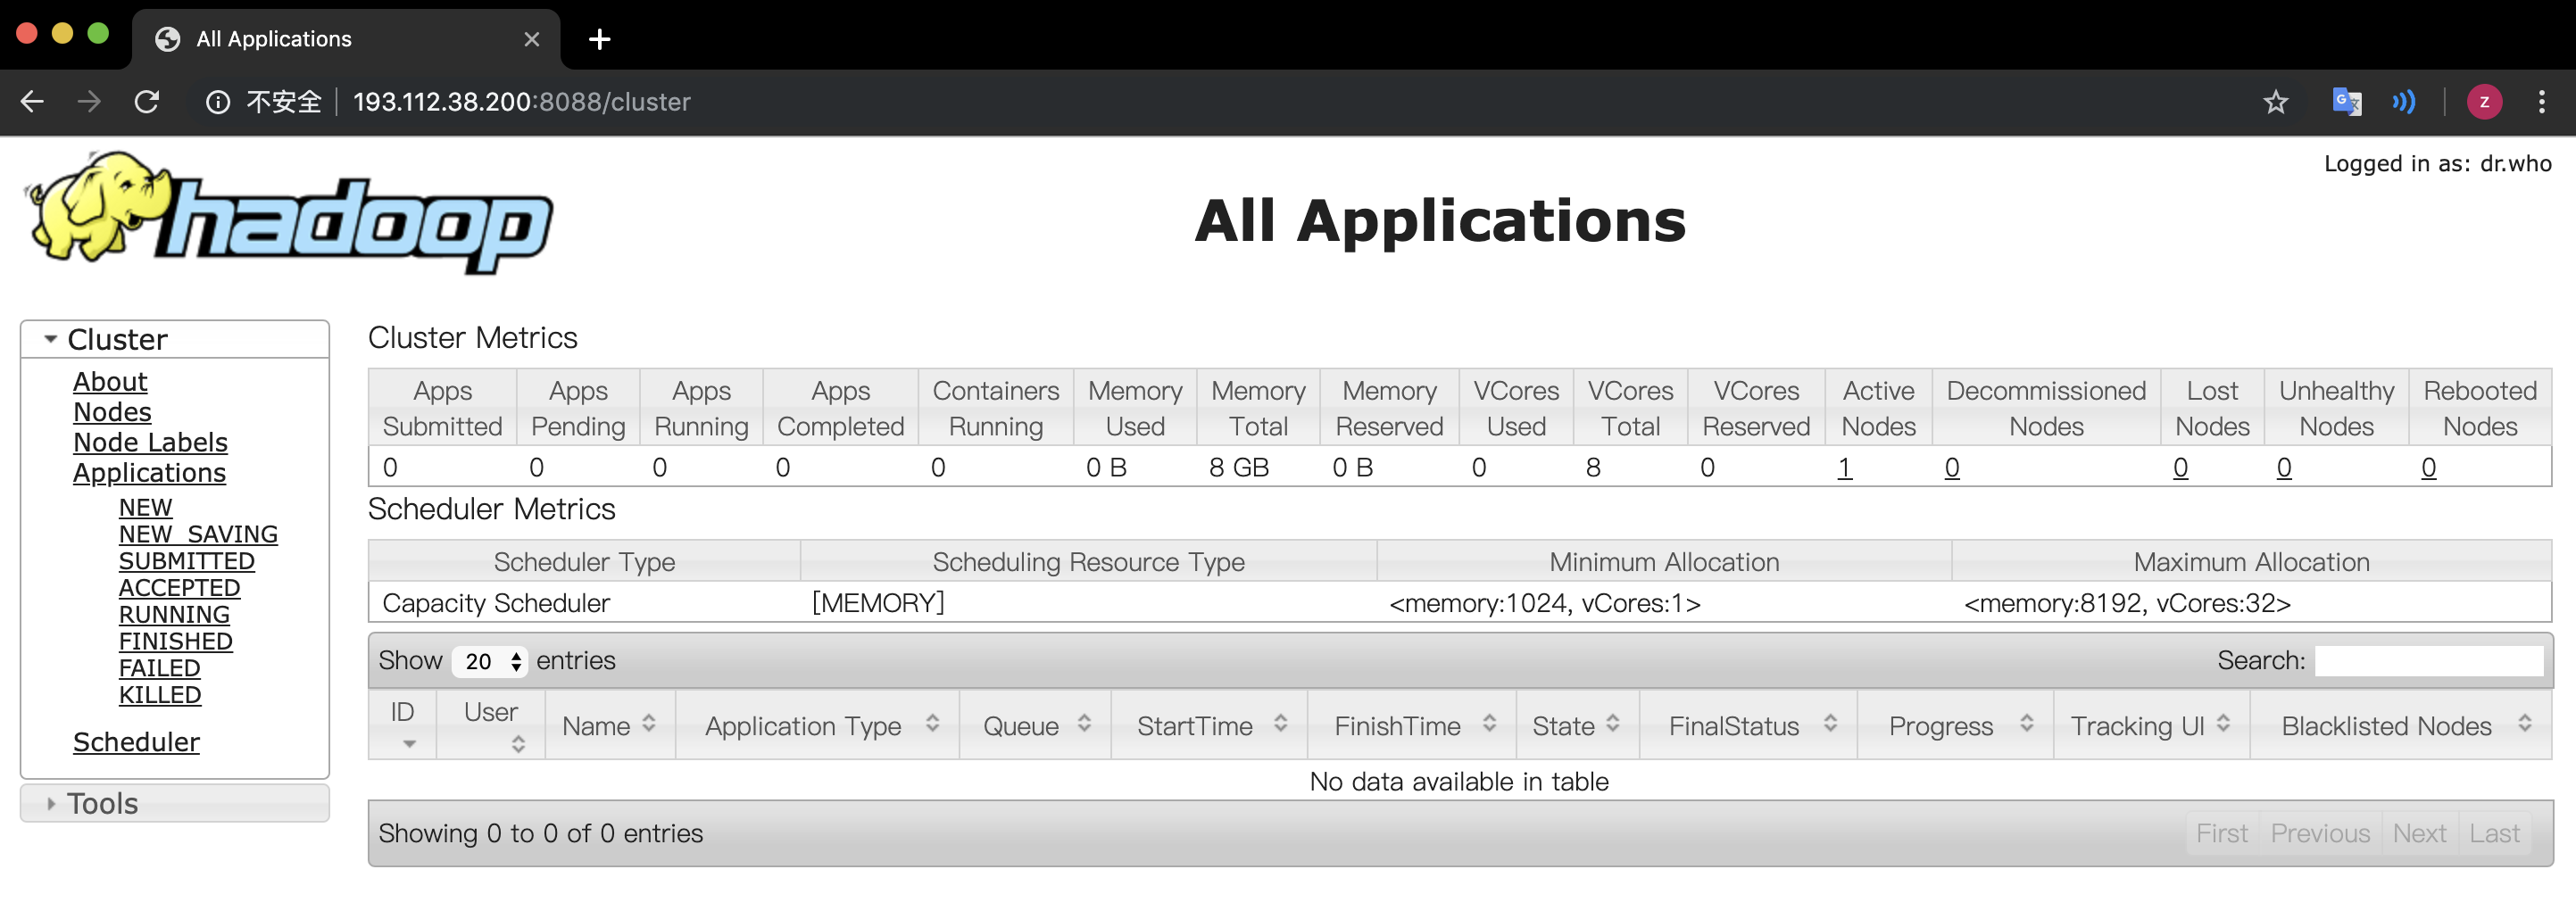 All Applications
不安全 193.112.38.200:8088/cluster
Z
hadoop
Logged in as: dr.who
All Applications
Cluster
About
Nodes
Node Labels
Applications
NEW
NEW_SAVING
SUBMITTED
ACCEPTED
RUNNING
FINISHED
FAILED
KILLED
Scheduler
Tools
Cluster Metrics
Apps Submitted Apps Pending Apps Running Apps Completed Containers Running Memory Used Memory Total Memory Reserved VCores Used VCores Total VCores Reserved Active Nodes Decommissioned Nodes Lost Nodes Unhealthy Nodes Rebooted Nodes
0 0 0 0 0 0 B 8 GB 0 B 0 8 0 1 0 0 0 0
Scheduler Metrics
Scheduler Type Scheduling Resource Type Minimum Allocation Maximum Allocation
Capacity Scheduler [MEMORY] <memory:1024, vCores:1> <memory:8192, vCores:32>
Show 20 entries Search:
ID User Name Application Type Queue StartTime FinishTime State FinalStatus Progress Tracking UI Blacklisted Nodes
No data available in table
Showing 0 to 0 of 0 entries First Previous Next Last